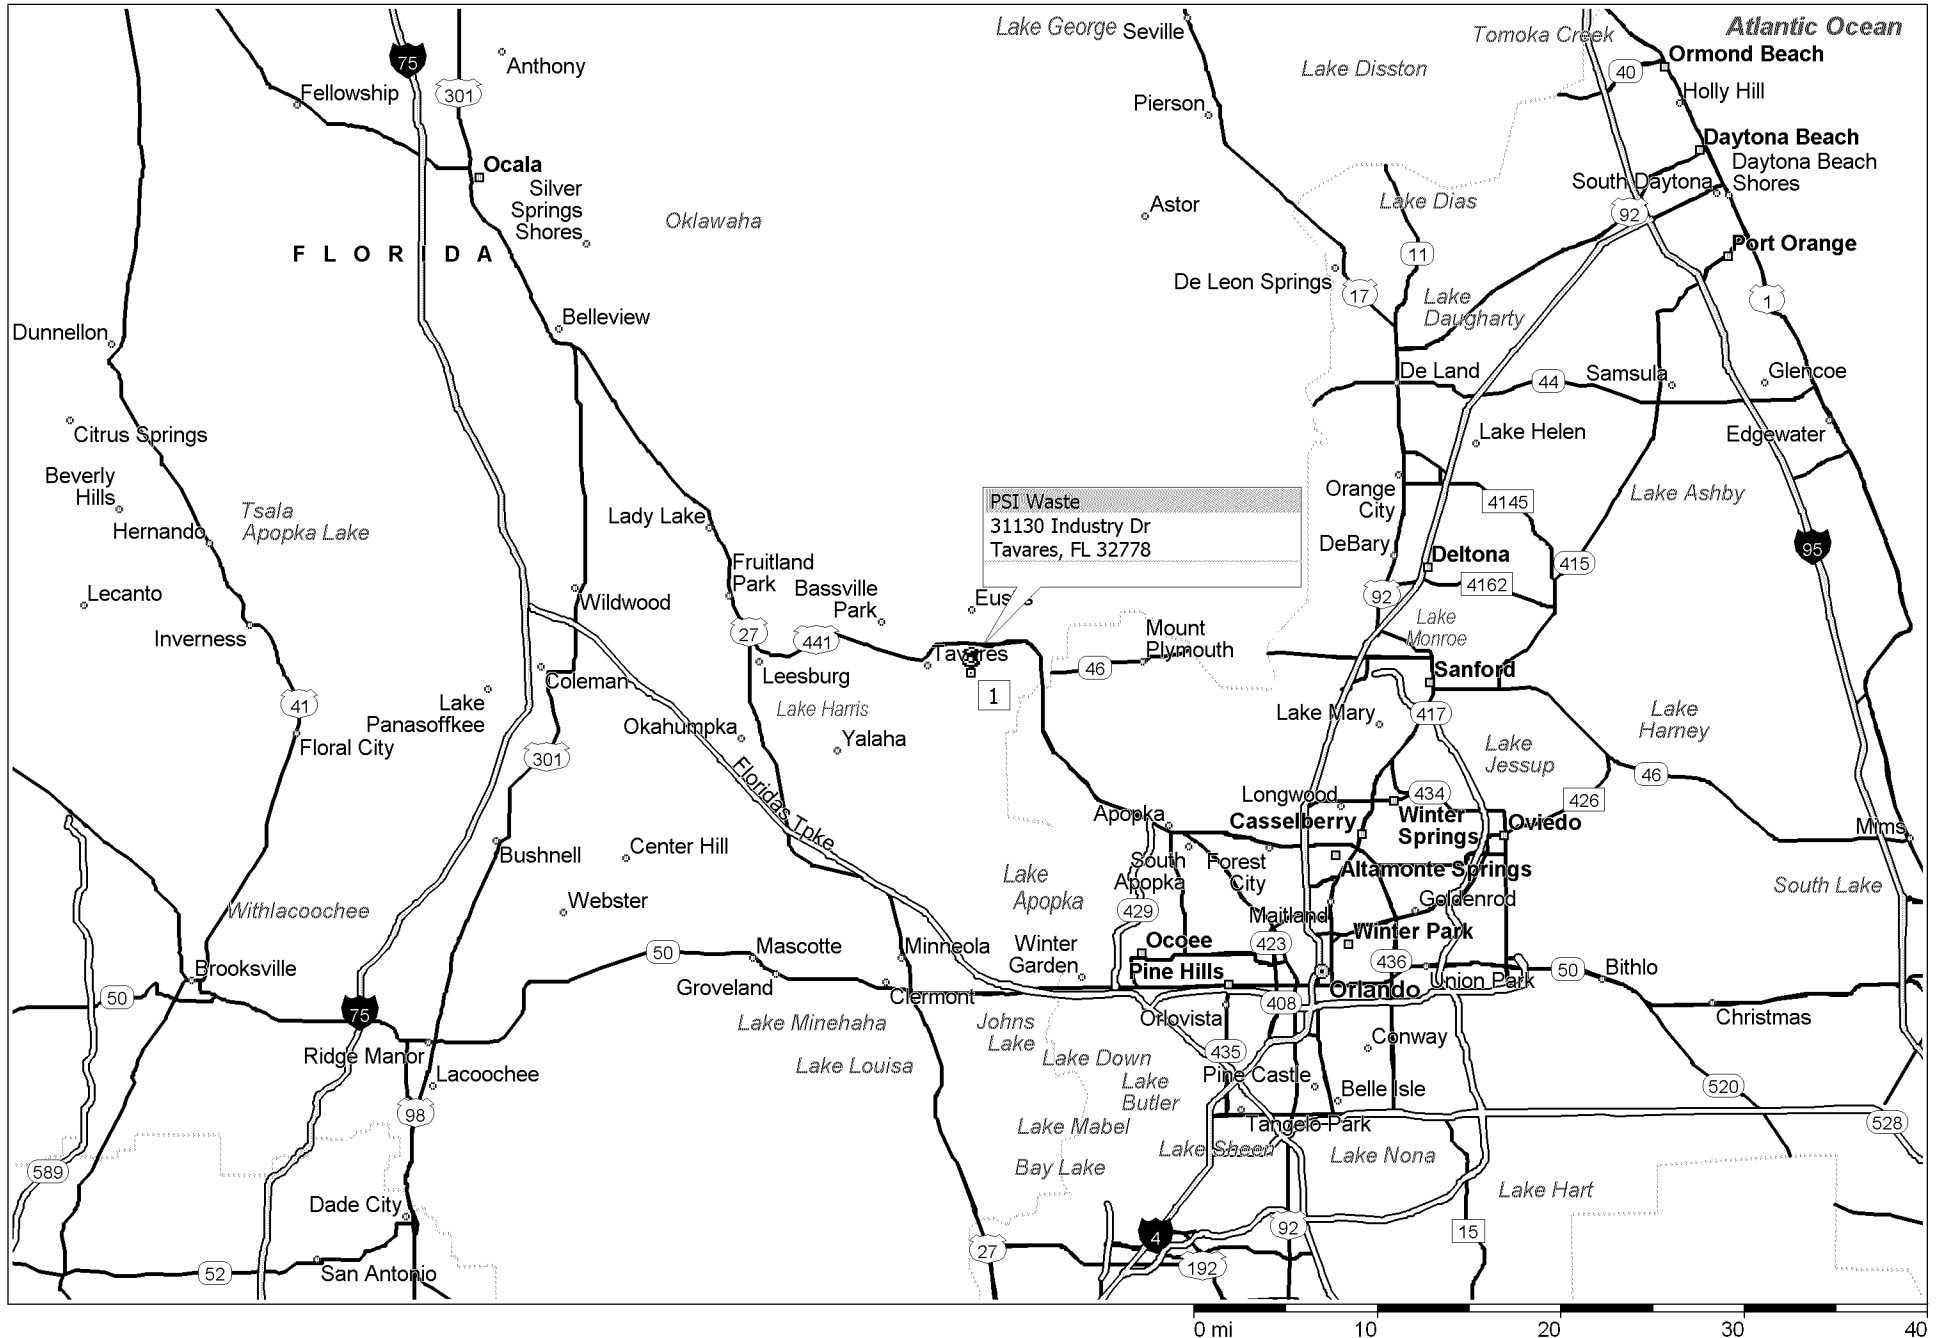 Lake George
Seville
Tomoka Creek
Atlantic Ocean
Ormond Beach
75
Anthony
301
Fellowship
Lake Disston
40
Holly Hill
Pierson
Daytona Beach
Ocala
Silver
Springs
Shores
Daytona Beach
Shores
South Daytona
Oklawaha
Astor
Lake Dias
92
FLORIDA
11
Port Orange
De Leon Springs
17
Lake
Daugharty
1
Belleview
Dunnellon
De Land
44
Samsula
Glencoe
Citrus Springs
Lake Helen
Edgewater
Beverly
Hills
Tsala
Apopka Lake
Hernando
Lady Lake
PSI Waste
31130 Industry Dr
Tavares, FL 32778
Orange
City
4145
Lake Ashby
DeBary
Deltona
415
95
Fruitland
Park
Bassville
Park
Eustis
92
4162
Lecanto
Wildwood
Inverness
27
441
Lake
Monroe
Mount
Plymouth
Tavares
46
Leesburg
Sanford
Coleman
1
41
Lake
Panasoffkee
Lake Harris
Lake Mary
417
Lake
Harney
Okahumpka
Yalaha
Floral City
301
Lake
Jessup
46
Floridas Tpke
Longwood
434
426
Apopka
Casselberry
Winter
Springs
Oviedo
Mims
Bushnell
Center Hill
South
Apopka
Forest
City
Altamonte Springs
Lake
Apopka
South Lake
Webster
Goldenrod
Withlacoochee
429
Maitland
Winter Park
Mascotte
Minneola
Winter
Garden
Ocoee
423
50
436
Brooksville
Pine Hills
50
Bithlo
Groveland
Clermont
Union Park
50
Orlando
408
75
Lake Minehaha
Johns
Lake
Orlovista
Christmas
Ridge Manor
Conway
435
Lake Louisa
Lake Down
Lacoochee
Lake
Butler
Pine Castle
Belle Isle
520
98
Lake Mabel
Tangelo Park
528
589
Bay Lake
Lake Sheen
Lake Nona
Dade City
Lake Hart
27
4
92
15
52
San Antonio
192
0 mi
10
20
30
40